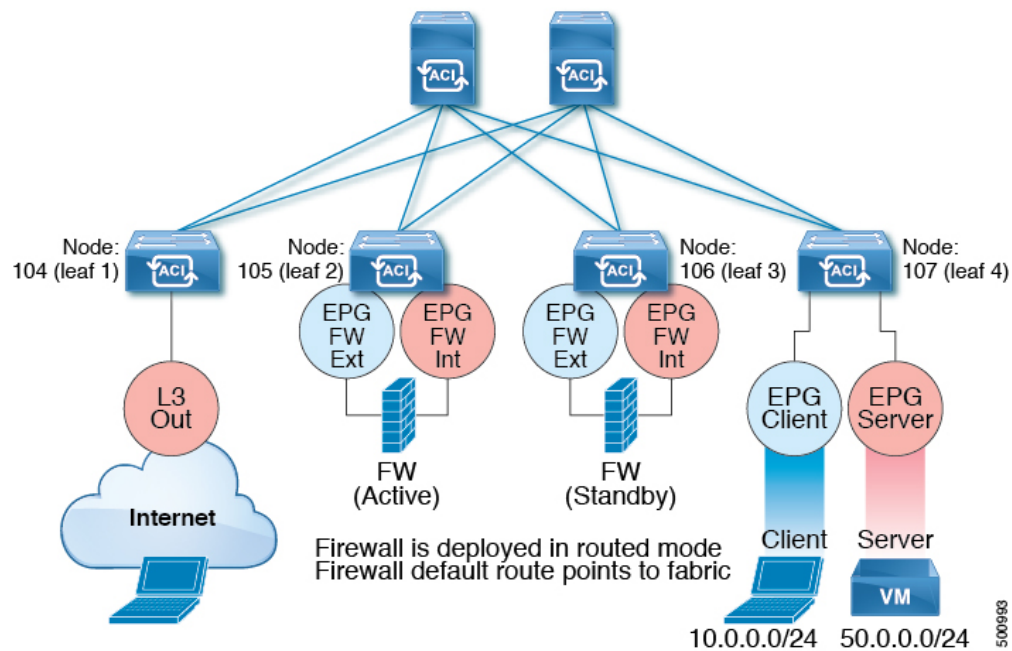 ACI
ACI
Node:
104 (leaf 1)
ACI
Node:
105 (leaf 2)
ACI
ACI
Node:
106 (leaf 3)
ACI
Node:
107 (leaf 4)
EPG
FW
Ext
EPG
FW
Int
EPG
FW
Ext
EPG
FW
Int
L3
Out
EPG
Client
EPG
Server
FW
(Active)
FW
(Standby)
Internet
Firewall is deployed in routed mode
Firewall default route points to fabric
Client
Server
VM
10.0.0.0/24
50.0.0.0/24
500993